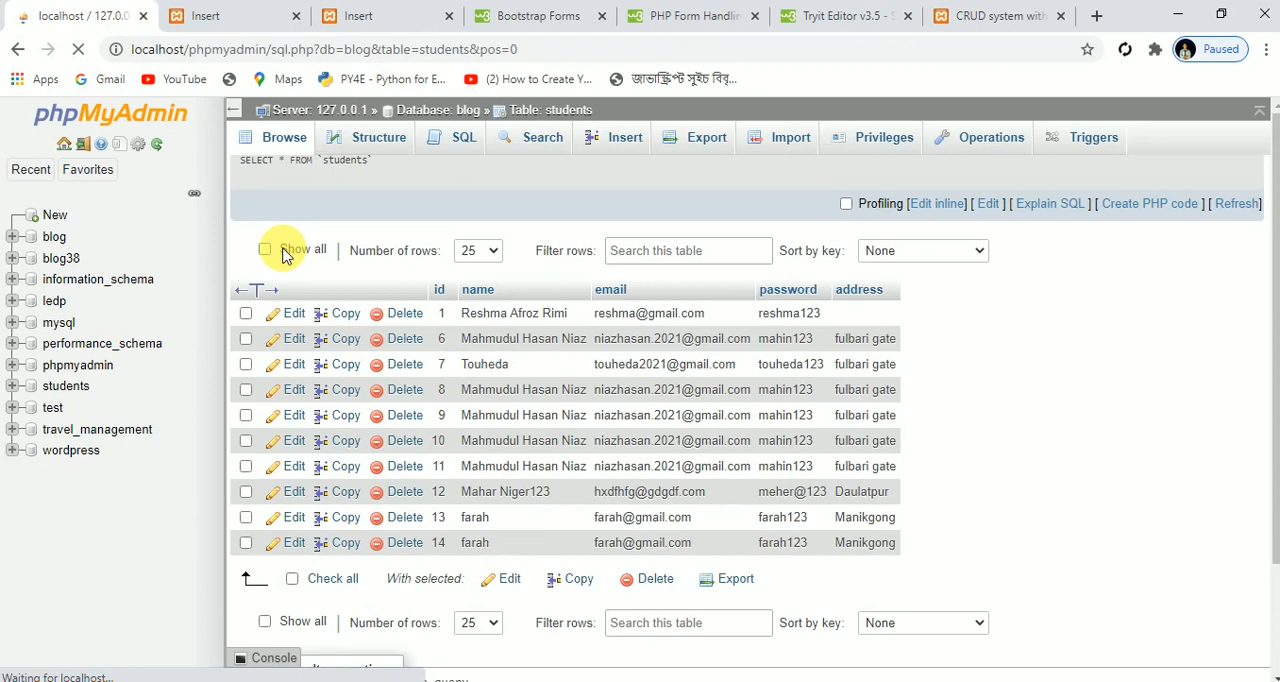 localhost / 127.0.0
Insert
Insert
Bootstrap Forms
PHP Form Handlin
Tryit Editor v3.5 - S
CRUD system with
localhost/phpmyadmin/sql.php?db=blog&table=students&pos=0
Paused
Apps
Gmail
YouTube
Maps
PY4E - Python for E...
(2) How to Create Y...
জাভাস্ক্রিপ্ট সুইচ বিবৃ...
phpMyAdmin
Server: 127.0.0.1 » Database: blog » Table: students
Browse Structure SQL Search Insert Export Import Privileges Operations Triggers
Recent Favorites
New
blog
blog38
information_schema
ledp
mysql
performance_schema
phpmyadmin
students
test
travel_management
wordpress
SELECT * FROM `students`
Profiling [Edit inline] [ Edit ] [ Explain SQL ] [ Create PHP code ] [ Refresh]
Show all | Number of rows: 25 Filter rows: Search this table Sort by key: None
←T→ id name email password address
Edit Copy Delete 1 Reshma Afroz Rimi reshma@gmail.com reshma123
Edit Copy Delete 6 Mahmudul Hasan Niaz niazhasan.2021@gmail.com mahin123 fulbari gate
Edit Copy Delete 7 Touheda touheda2021@gmail.com touheda123 fulbari gate
Edit Copy Delete 8 Mahmudul Hasan Niaz niazhasan.2021@gmail.com mahin123 fulbari gate
Edit Copy Delete 9 Mahmudul Hasan Niaz niazhasan.2021@gmail.com mahin123 fulbari gate
Edit Copy Delete 10 Mahmudul Hasan Niaz niazhasan.2021@gmail.com mahin123 fulbari gate
Edit Copy Delete 11 Mahmudul Hasan Niaz niazhasan.2021@gmail.com mahin123 fulbari gate
Edit Copy Delete 12 Mahar Niger123 hxdfhfg@gdgdf.com meher@123 Daulatpur
Edit Copy Delete 13 farah farah@gmail.com farah123 Manikgong
Edit Copy Delete 14 farah farah@gmail.com farah123 Manikgong
Check all With selected: Edit Copy Delete Export
Show all | Number of rows: 25 Filter rows: Search this table Sort by key: None
Console
Waiting for localhost...